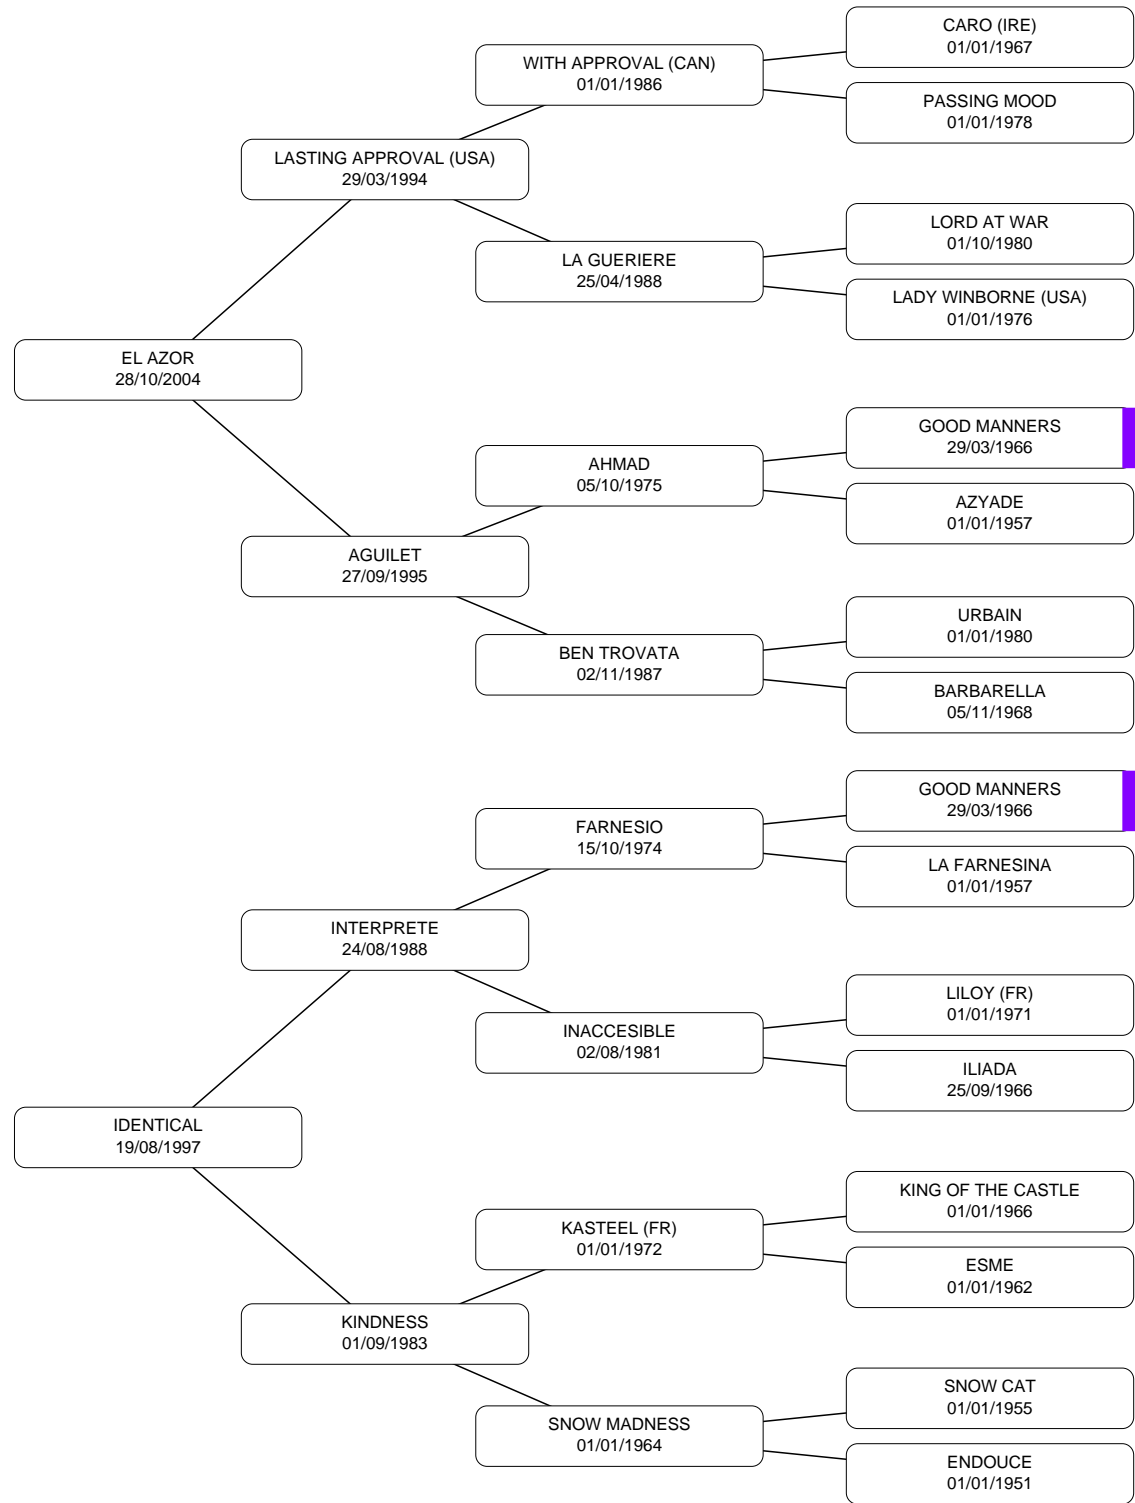 CARO (IRE)
01/01/1967
WITH APPROVAL (CAN)
01/01/1986
PASSING MOOD
01/01/1978
LASTING APPROVAL (USA)
29/03/1994
LORD AT WAR
01/10/1980
LA GUERIERE
25/04/1988
LADY WINBORNE (USA)
01/01/1976
EL AZOR
28/10/2004
GOOD MANNERS
29/03/1966
AHMAD
05/10/1975
AZYADE
01/01/1957
AGUILET
27/09/1995
URBAIN
01/01/1980
BEN TROVATA
02/11/1987
BARBARELLA
05/11/1968
GOOD MANNERS
29/03/1966
FARNESIO
15/10/1974
LA FARNESINA
01/01/1957
INTERPRETE
24/08/1988
LILOY (FR)
01/01/1971
INACCESIBLE
02/08/1981
ILIADA
25/09/1966
IDENTICAL
19/08/1997
KING OF THE CASTLE
01/01/1966
KASTEEL (FR)
01/01/1972
ESME
01/01/1962
KINDNESS
01/09/1983
SNOW CAT
01/01/1955
SNOW MADNESS
01/01/1964
ENDOUCE
01/01/1951